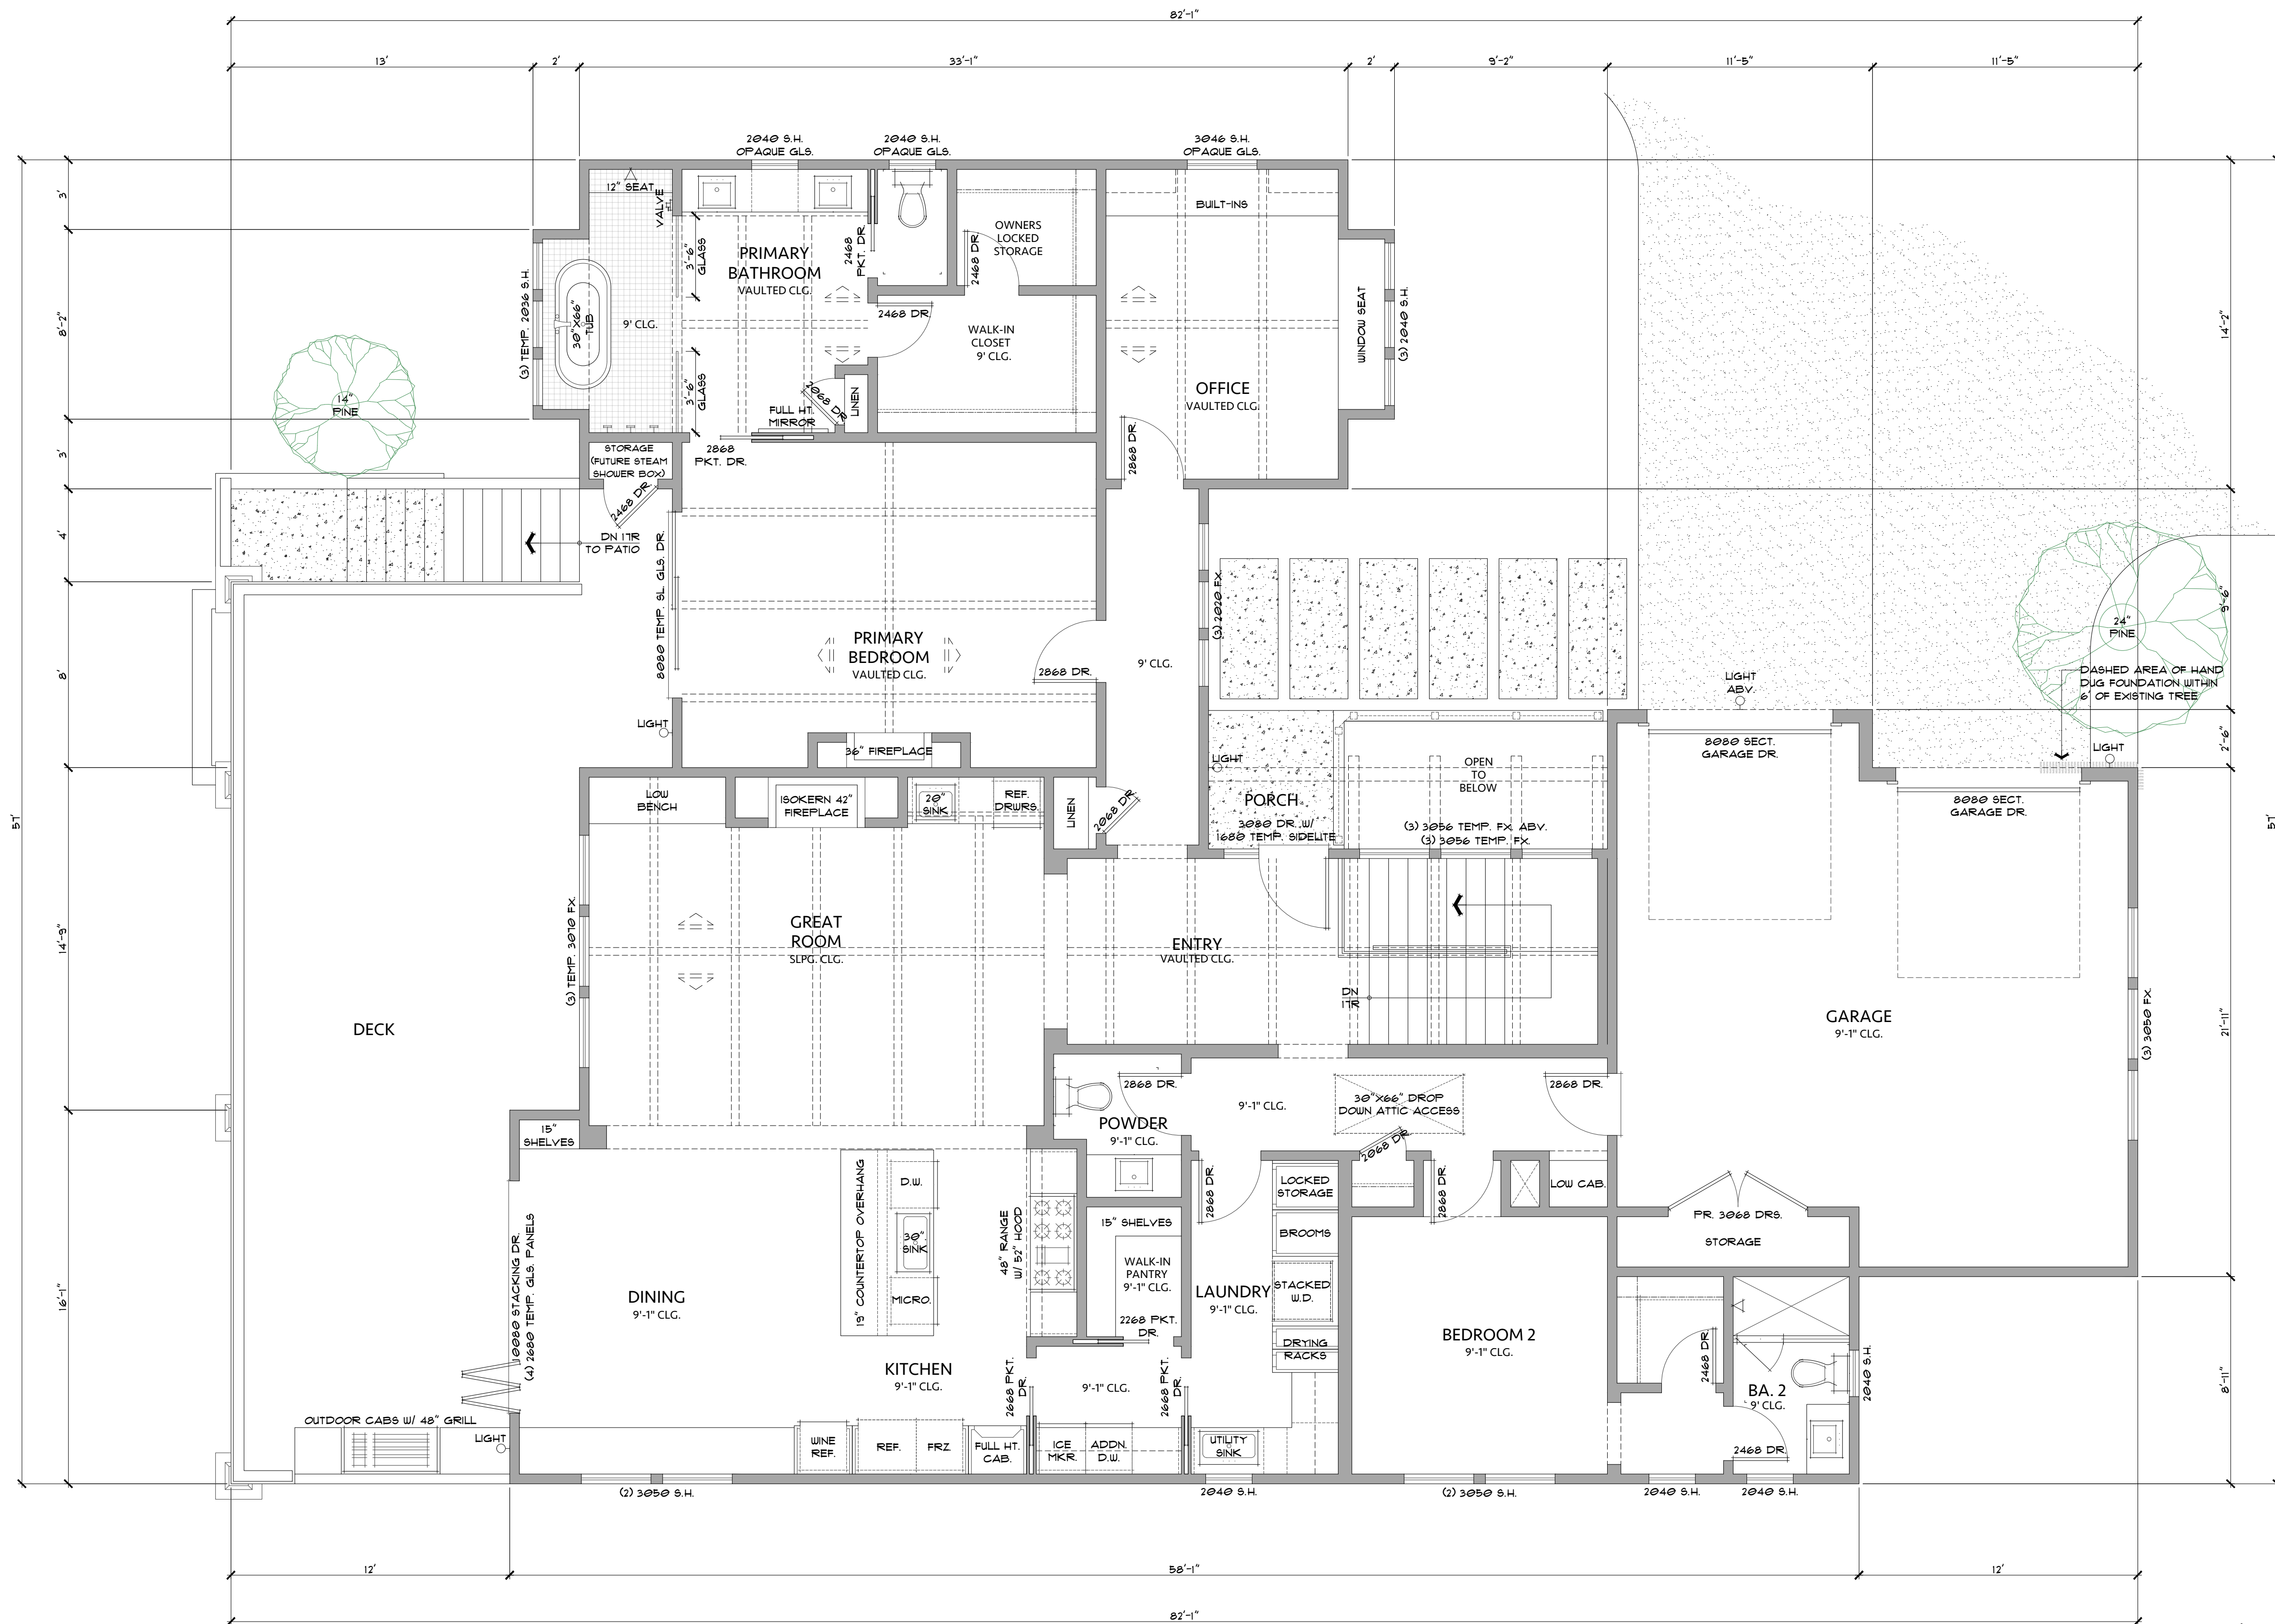 82'-1"
13'
2'
33'-1"
2'
9'-2"
11'-5"
11'-5"
2040 S.H.
OPAQUE GLS.
2040 S.H.
OPAQUE GLS.
3046 S.H.
OPAQUE GLS.
3'
8'-2"
3'
4'
8'
14'-9"
16'-1"
57'
12" SEAT
VALVE
3'-6"
GLASS
PRIMARY
BATHROOM
VAULTED CLG.
2468
PKT. DR.
OWNERS
LOCKED
STORAGE
2468 DR.
BUILT-INS
(3) TEMP. 2036 S.H.
30"X66"
TUB
9' CLG.
2468 DR.
WALK-IN
CLOSET
9' CLG.
WINDOW SEAT
(3) 2040 S.H.
14'-2"
3'-6"
GLASS
2068 DR.
LINEN
FULL HT.
MIRROR
OFFICE
VAULTED CLG.
14"
PINE
STORAGE
(FUTURE STEAM
SHOWER BOX)
2868
PKT. DR.
2868 DR.
2468 DR.
DN 17R
TO PATIO
8080 TEMP. SL. GLS. DR.
(3) 2020 FX.
9'-6"
24"
PINE
PRIMARY
BEDROOM
VAULTED CLG.
2868 DR.
9' CLG.
DASHED AREA OF HAND
DUG FOUNDATION WITHIN
6' OF EXISTING TREE
LIGHT
ABV.
LIGHT
36" FIREPLACE
8080 SECT.
GARAGE DR.
LIGHT
2'-6"
LIGHT
OPEN
TO
BELOW
LOW
BENCH
ISOKERN 42"
FIREPLACE
20"
SINK
REF.
DRWRS.
LINEN
2068 DR.
PORCH
3080 DR. W/
1680 TEMP. SIDELITE
(3) 3056 TEMP. FX. ABV.
(3) 3056 TEMP. FX.
8080 SECT.
GARAGE DR.
57'
(3) TEMP. 3070 FX.
GREAT
ROOM
SLPG. CLG.
ENTRY
VAULTED CLG.
DN
17R
DECK
GARAGE
9'-1" CLG.
(3) 3050 FX.
21'-11"
2868 DR.
9'-1" CLG.
30"X66" DROP
DOWN ATTIC ACCESS
2868 DR.
POWDER
9'-1" CLG.
15"
SHELVES
2068 DR.
19" COUNTERTOP OVERHANG
D.W.
30"
SINK
MICRO.
48" RANGE
W/ 52" HOOD
2868 DR.
LOCKED
STORAGE
2868 DR.
LOW CAB.
PR. 3068 DRS.
STORAGE
15" SHELVES
BROOMS
WALK-IN
PANTRY
9'-1" CLG.
LAUNDRY
9'-1" CLG.
STACKED
W.D.
10080 STACKING DR.
(4) 2680 TEMP. GLS. PANELS
DINING
9'-1" CLG.
2268 PKT.
DR.
DRYING
RACKS
BEDROOM 2
9'-1" CLG.
2468 DR.
KITCHEN
9'-1" CLG.
2668 PKT.
DR.
9'-1" CLG.
2668 PKT.
DR.
BA. 2
9' CLG.
2040 S.H.
8'-11"
OUTDOOR CABS W/ 48" GRILL
LIGHT
WINE
REF.
REF.
FRZ.
FULL HT.
CAB.
ICE
MKR.
ADDN.
D.W.
UTILITY
SINK
2468 DR.
(2) 3050 S.H.
2040 S.H.
(2) 3050 S.H.
2040 S.H.
2040 S.H.
12'
58'-1"
12'
82'-1"